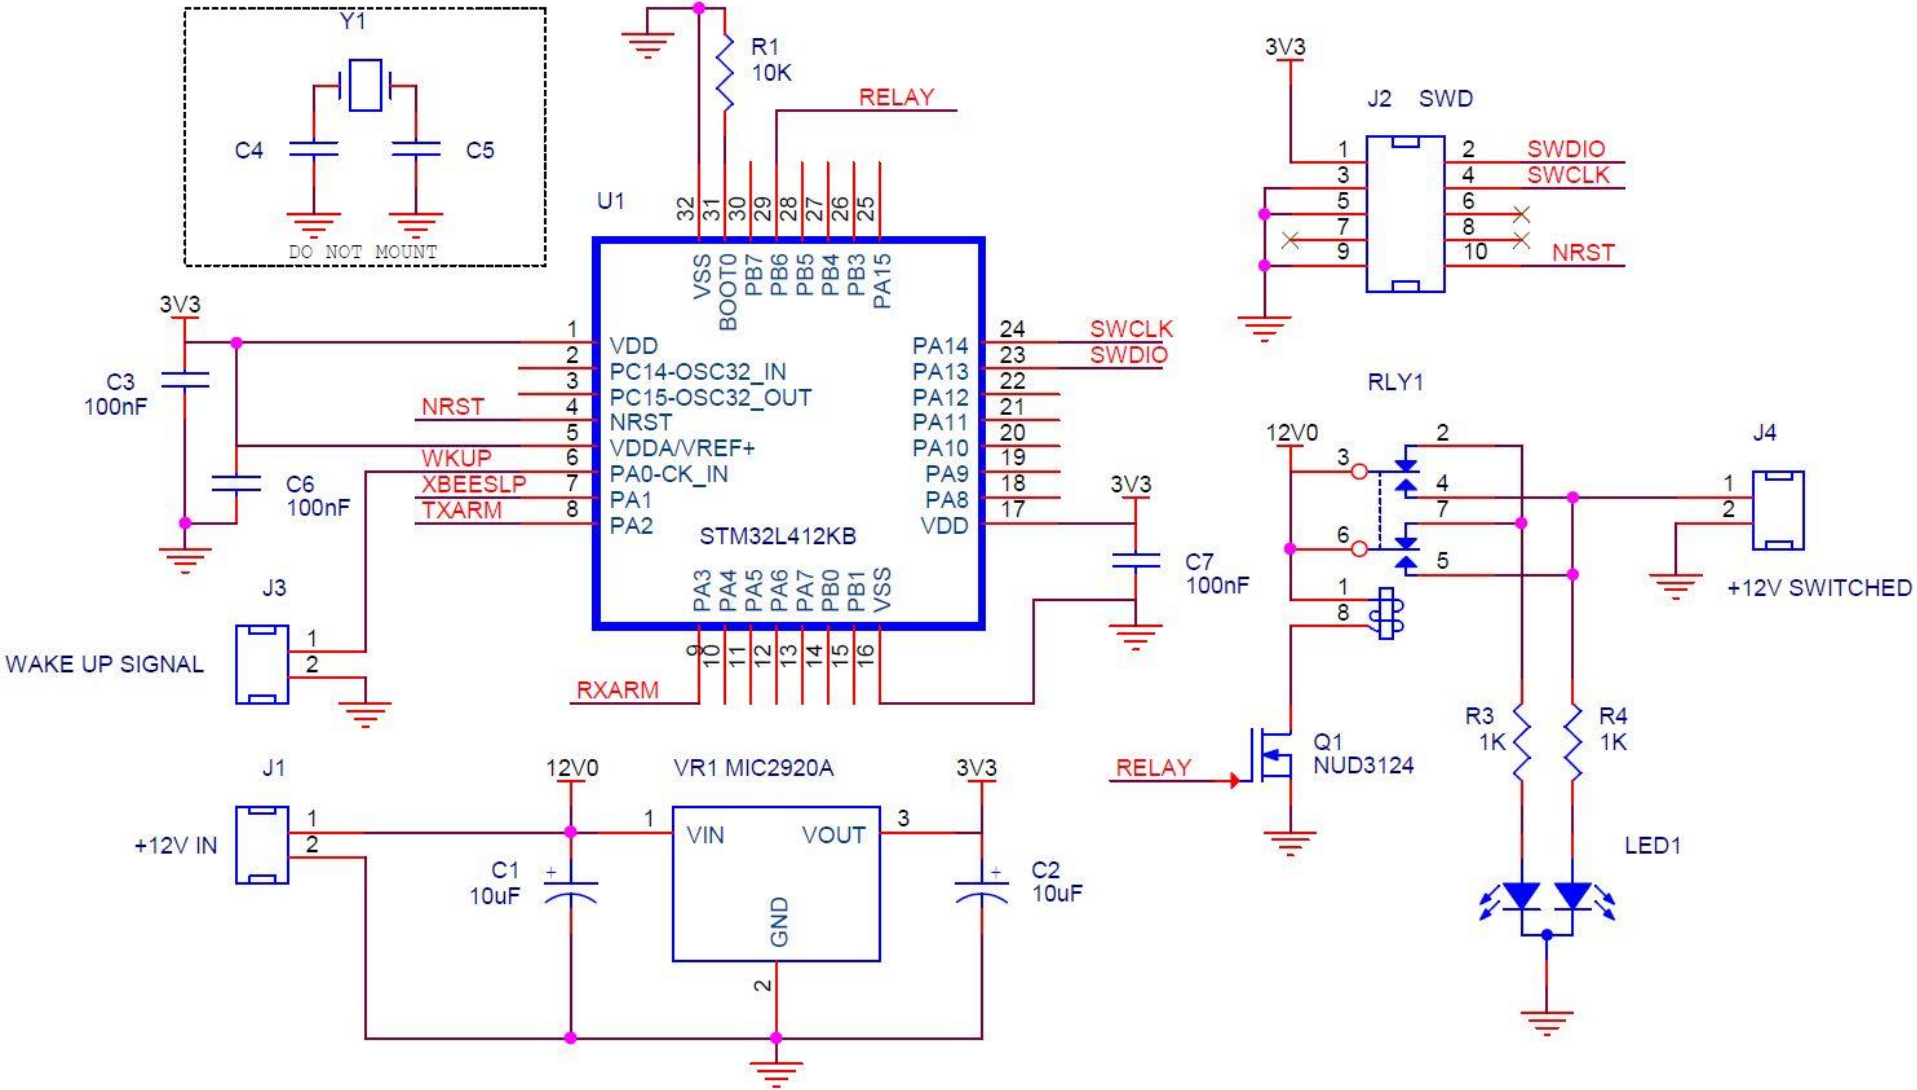 Y1
C4
C5
DO NOT MOUNT
R1
10K
RELAY
3V3
J2 SWD
1
2
SWDIO
3
4
SWCLK
5
6
7
8
9
10
NRST
U1
32
31
30
29
28
27
26
25
VSS
BOOT0
PB7
PB6
PB5
PB4
PB3
PA15
3V3
C3
100nF
C6
100nF
1
VDD
2
PC14-OSC32_IN
3
PC15-OSC32_OUT
NRST
4
NRST
5
VDDA/VREF+
WKUP
6
PA0-CK_IN
XBEESLP
7
PA1
TXARM
8
PA2
PA14
24
SWCLK
PA13
23
SWDIO
PA12
22
PA11
21
PA10
20
PA9
19
PA8
18
VDD
17
STM32L412KB
PA3
PA4
PA5
PA6
PA7
PB0
PB1
VSS
9
10
11
12
13
14
15
16
RXARM
3V3
C7
100nF
J3
WAKE UP SIGNAL
1
2
RLY1
12V0
3
2
4
7
6
5
1
8
J4
1
2
+12V SWITCHED
R3
1K
R4
1K
RELAY
Q1
NUD3124
LED1
J1
+12V IN
1
2
12V0
C1
+
10uF
VR1 MIC2920A
1
VIN
VOUT
3
GND
2
3V3
+
C2
10uF